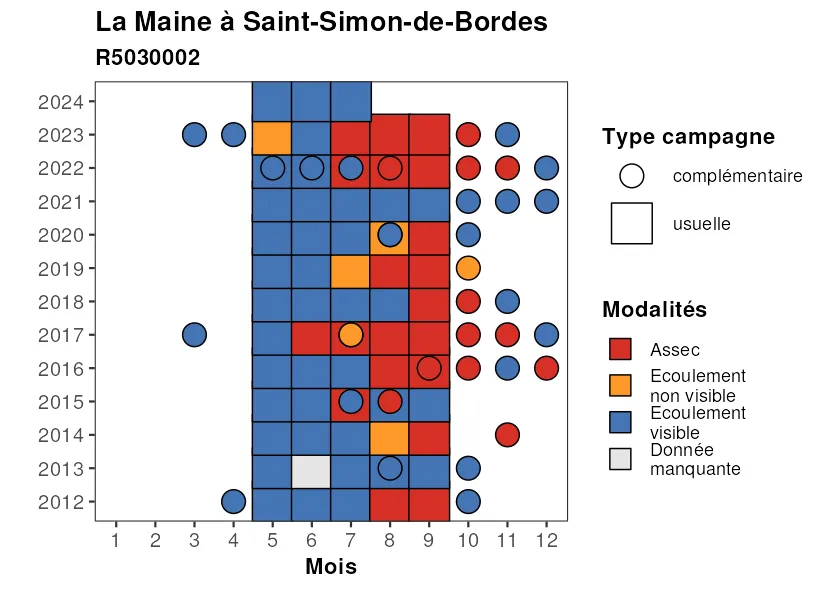 La Maine à Saint-Simon-de-Bordes
R5030002
2024
2023
2022
2021
2020
2019
2018
2017
2016
2015
2014
2013
2012
1 2 3 4 5 6 7 8 9 10 11 12
Mois
Type campagne
complémentaire
usuelle
Modalités
Assec
Ecoulement
non visible
Ecoulement
visible
Donnée
manquante